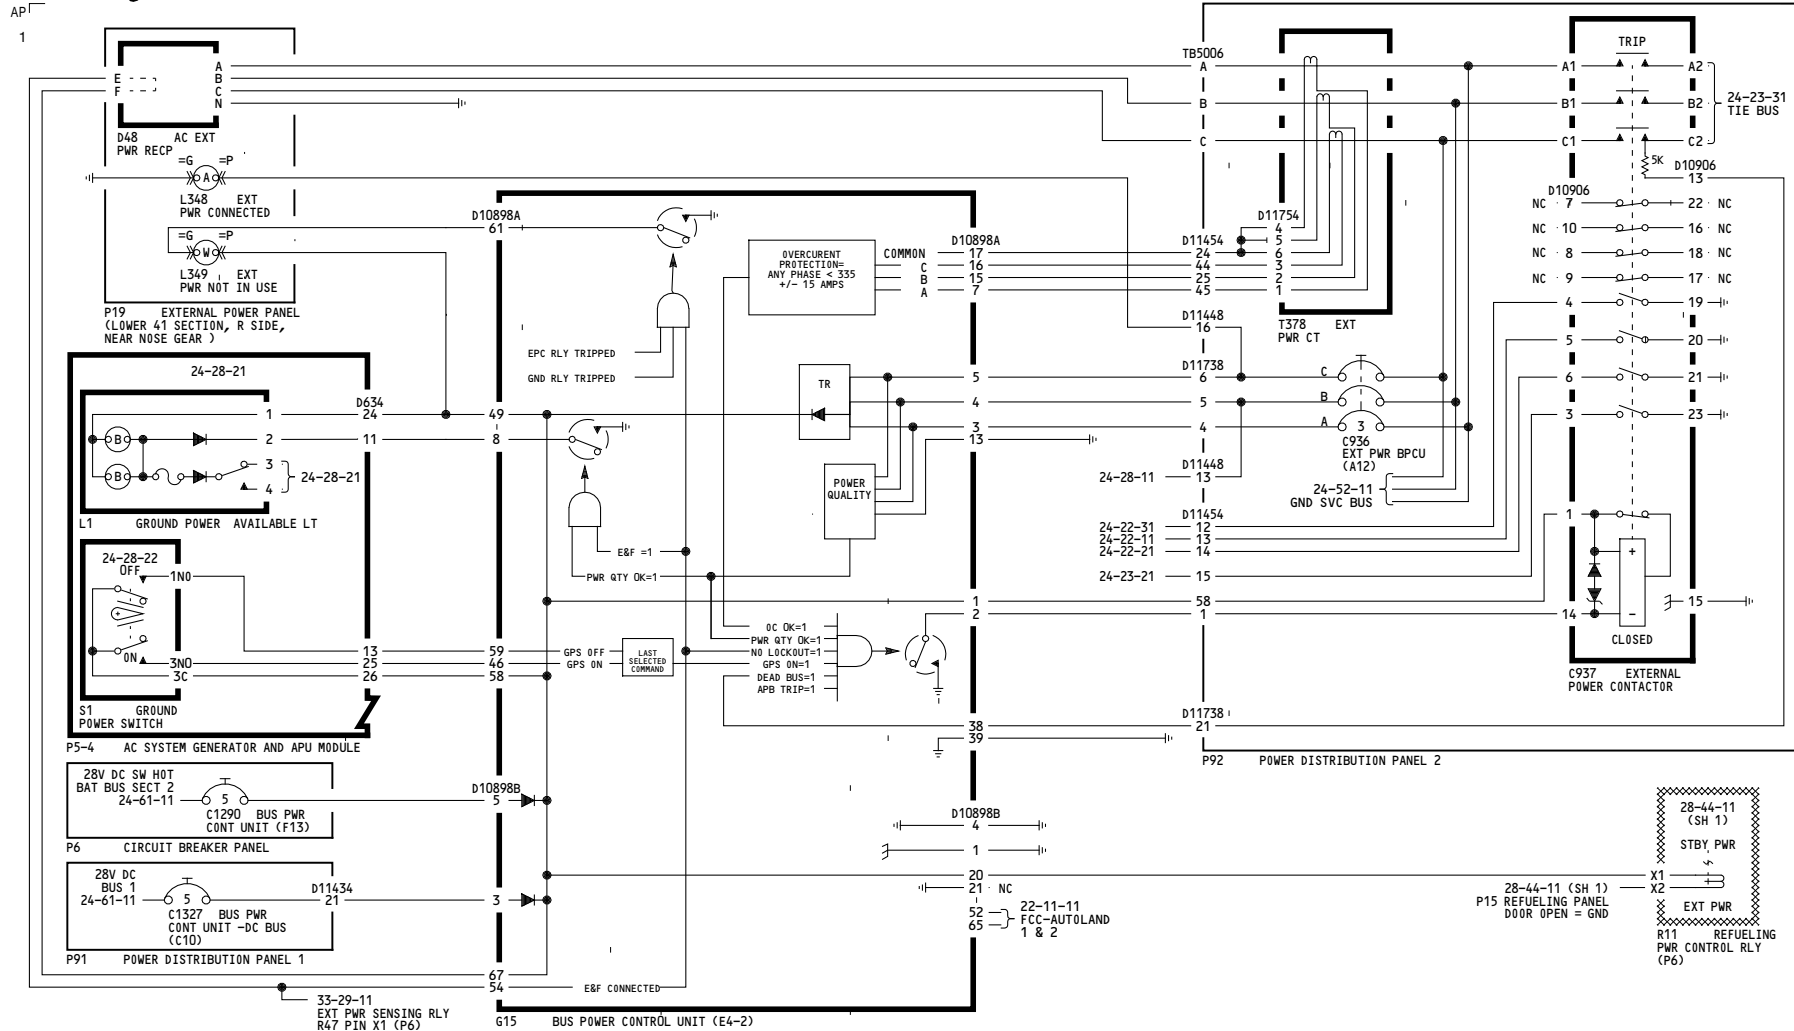 AP
1
E
F
A
B
C
N
D48 AC EXT
PWR RECP
=G =P
A
L348 EXT
PWR CONNECTED
=G =P
W
L349 EXT
PWR NOT IN USE
P19 EXTERNAL POWER PANEL
(LOWER 41 SECTION, R SIDE,
NEAR NOSE GEAR )
24-28-21
D634
1 24 49
2 11 8
B
B
3
4
24-28-21
L1 GROUND POWER AVAILABLE LT
24-28-22
OFF
1NO
ON
3NO
3C
13 59
25 46
26 58
S1 GROUND
POWER SWITCH
P5-4 AC SYSTEM GENERATOR AND APU MODULE
28V DC SW HOT
BAT BUS SECT 2
24-61-11
5
C1290 BUS PWR
CONT UNIT (F13)
P6 CIRCUIT BREAKER PANEL
28V DC
BUS 1
24-61-11
5
D11434
21
C1327 BUS PWR
CONT UNIT -DC BUS
(C10)
P91 POWER DISTRIBUTION PANEL 1
33-29-11
EXT PWR SENSING RLY
R47 PIN X1 (P6)
D10898A
61
D10898B
5
3
67
54
E&F CONNECTED
G15 BUS POWER CONTROL UNIT (E4-2)
EPC RLY TRIPPED
GND RLY TRIPPED
OVERCURENT
PROTECTION=
ANY PHASE < 335
+/- 15 AMPS
COMMON
C
B
A
TR
POWER
QUALITY
E&F =1
PWR QTY OK=1
GPS OFF
GPS ON
LAST
SELECTED
COMMAND
OC OK=1
PWR QTY OK=1
NO LOCKOUT=1
GPS ON=1
DEAD BUS=1
APB TRIP=1
D10898A
17
16
15
7
5
4
3
13
1
2
38
39
D10898B
4
1
20
21 NC
52
65
22-11-11
FCC-AUTOLAND
1 & 2
TB5006
A
B
C
D11454
24
44
25
45
D11448
16
D11738
6
5
4
D11448
24-28-11 13
D11454
24-22-31 12
24-22-11 13
24-22-21 14
24-23-21 15
58
1
D11738
21
P92 POWER DISTRIBUTION PANEL 2
D11754
4
5
6
3
2
1
T378 EXT
PWR CT
C
B
A
3
C936
EXT PWR BPCU
(A12)
24-52-11
GND SVC BUS
TRIP
A1 A2
B1 B2
C1 C2
24-23-31
TIE BUS
5K
D10906
13
D10906
NC 7 22 NC
NC 10 16 NC
NC 8 18 NC
NC 9 17 NC
4 19
5 20
6 21
3 23
1
+
-
14
15
CLOSED
C937 EXTERNAL
POWER CONTACTOR
28-44-11
(SH 1)
STBY PWR
X1
X2
EXT PWR
28-44-11 (SH 1)
P15 REFUELING PANEL
DOOR OPEN = GND
R11 REFUELING
PWR CONTROL RLY
(P6)